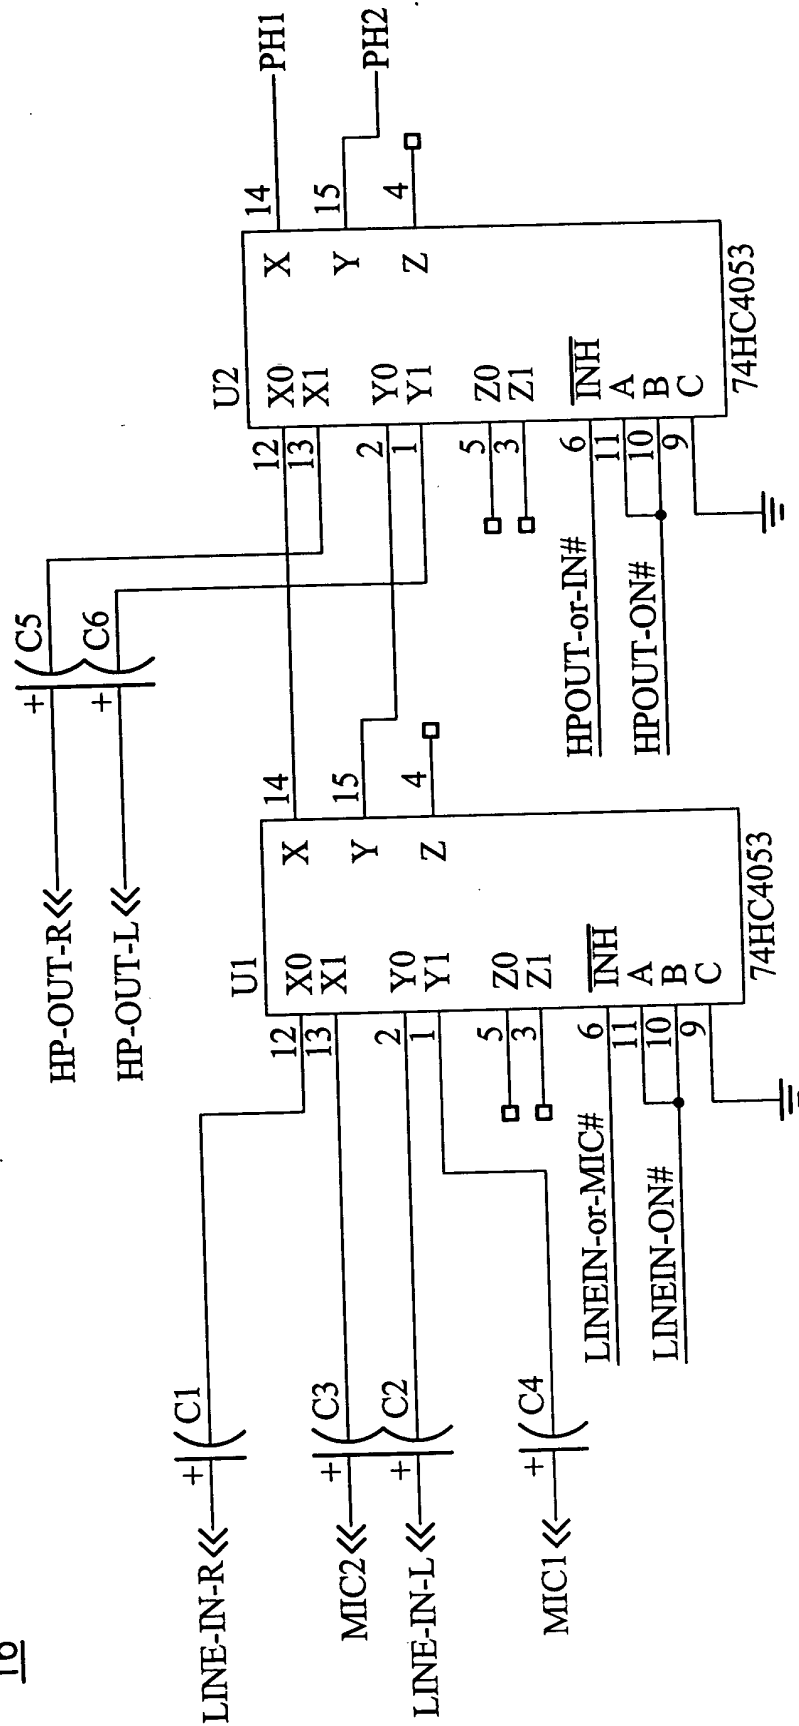 16
HP-OUT-R
HP-OUT-L
+ C5
+ C6
LINE-IN-R
MIC2
LINE-IN-L
MIC1
+ C1
+ C3
+ C2
+ C4
U1
12 X0
13 X1
2 Y0
1 Y1
5 Z0
3 Z1
6 INH
11 A
10 B
9 C
X 14
Y 15
Z 4
74HC4053
LINEIN-or-MIC#
LINEIN-ON#
U2
12 X0
13 X1
2 Y0
1 Y1
5 Z0
3 Z1
6 INH
11 A
10 B
9 C
X 14
Y 15
Z 4
74HC4053
HPOUT-or-IN#
HPOUT-ON#
PH1
PH2